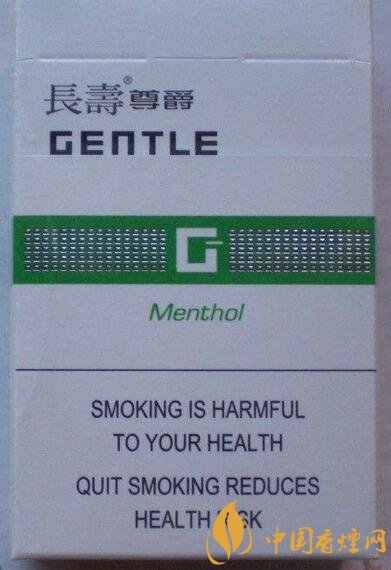 長壽®尊爵
GENTLE
G
Menthol
SMOKING IS HARMFUL
TO YOUR HEALTH
QUIT SMOKING REDUCES
HEALTH
中国香烟网